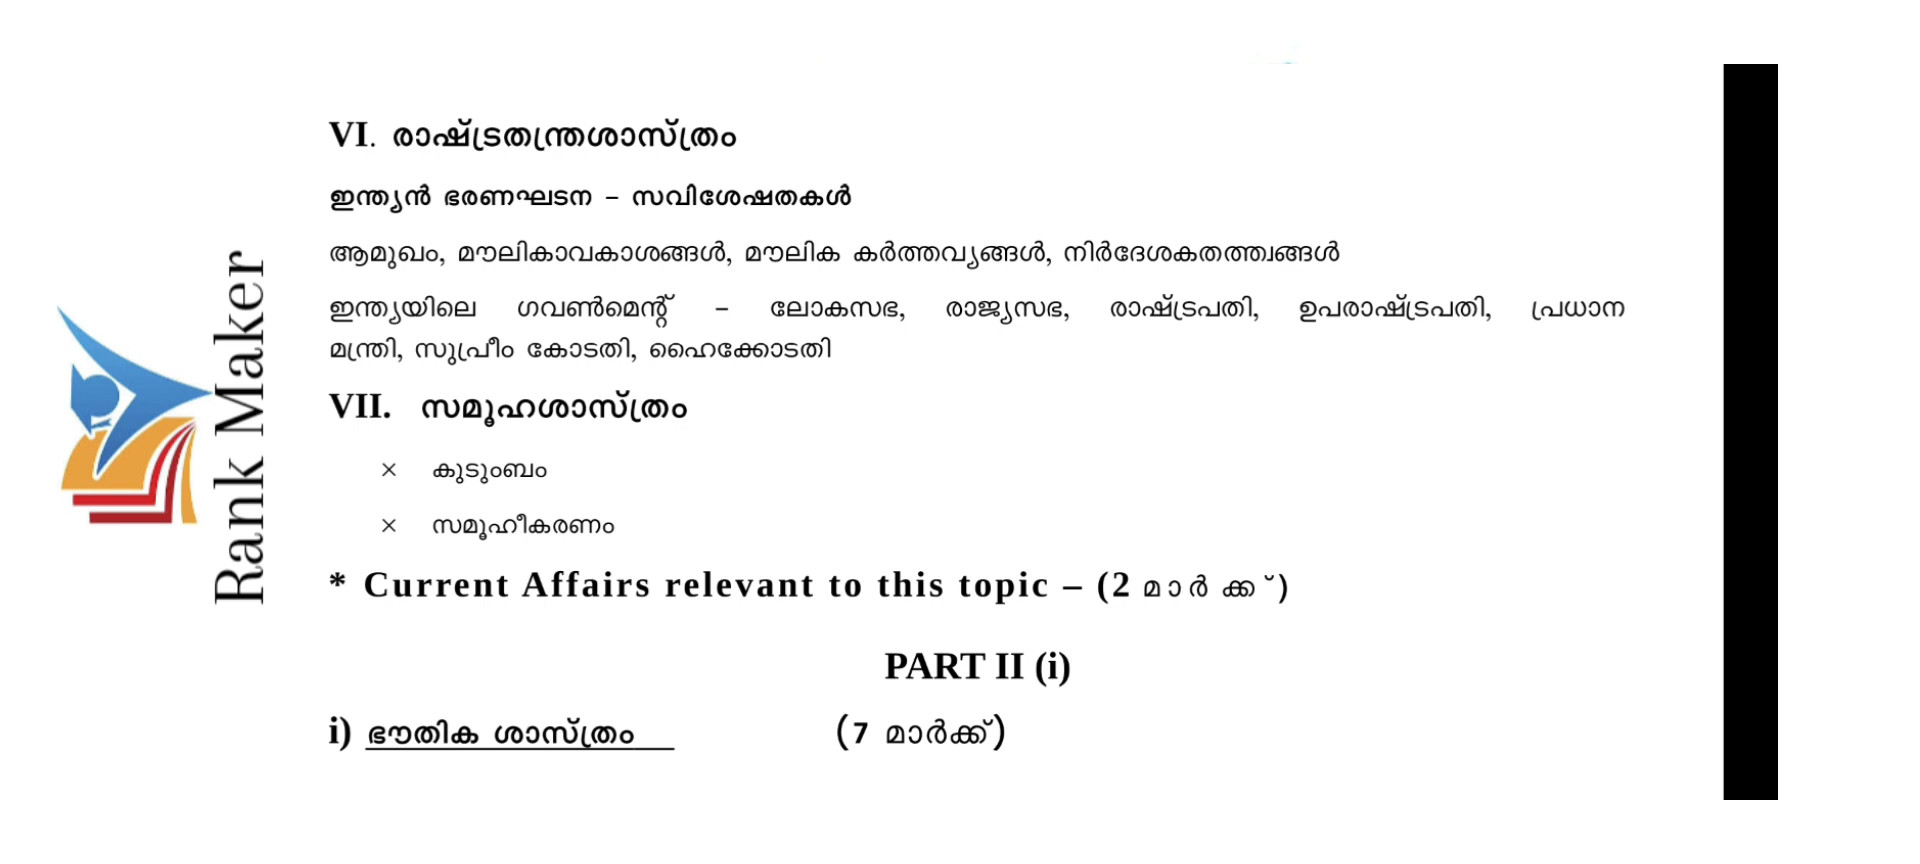 VI. രാഷ്ട്രതന്ത്രശാസ്ത്രം
ഇന്ത്യൻ ഭരണഘടന – സവിശേഷതകൾ
ആമുഖം, മൗലികാവകാശങ്ങൾ, മൗലിക കർത്തവ്യങ്ങൾ, നിർദേശകതത്ത്വങ്ങൾ
ഇന്ത്യയിലെ ഗവൺമെന്റ് – ലോകസഭ, രാജ്യസഭ, രാഷ്ട്രപതി, ഉപരാഷ്ട്രപതി, പ്രധാന
മന്ത്രി, സുപ്രീം കോടതി, ഹൈക്കോടതി
VII. സമൂഹശാസ്ത്രം
× കുടുംബം
× സമൂഹീകരണം
* Current Affairs relevant to this topic – (2 മാർക്ക്)
PART II (i)
i) ഭൗതിക ശാസ്ത്രം (7 മാർക്ക്)
Rank Maker